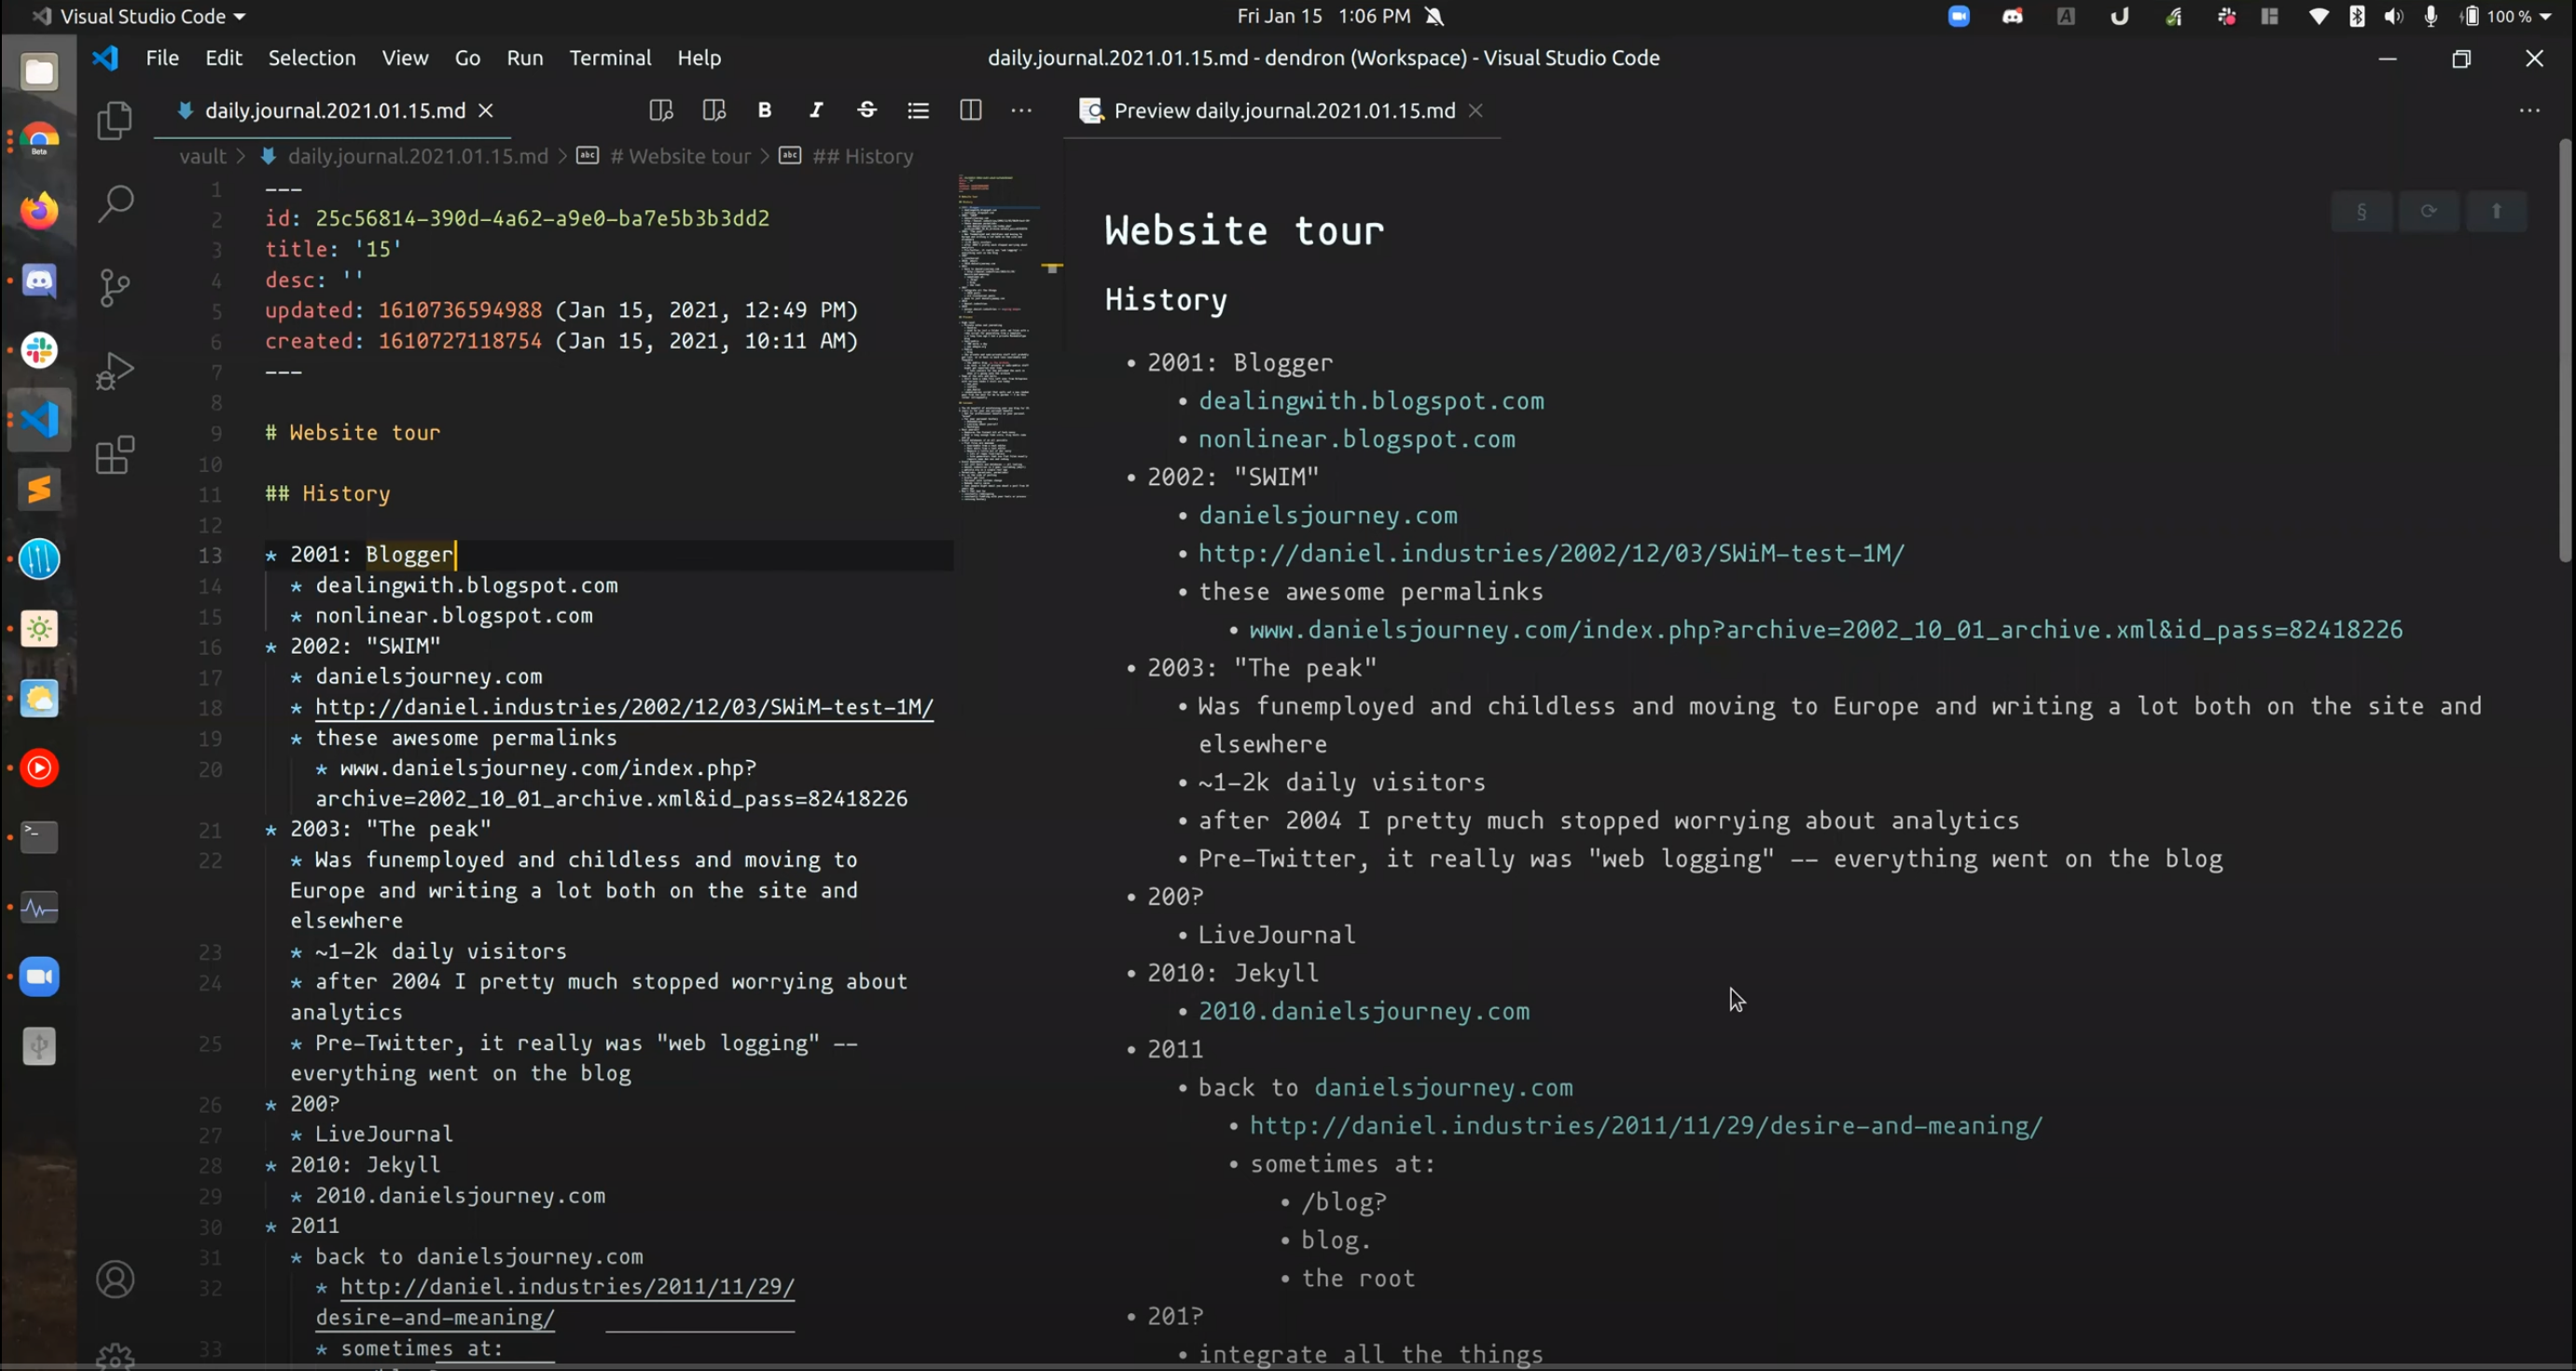 Visual Studio Code
Fri Jan 15 1:06 PM
100 %
File Edit Selection View Go Run Terminal Help
daily.journal.2021.01.15.md - dendron (Workspace) - Visual Studio Code
Beta
daily.journal.2021.01.15.md
vault > daily.journal.2021.01.15.md > # Website tour > ## History
1 ---
2 id: 25c56814-390d-4a62-a9e0-ba7e5b3b3dd2
3 title: '15'
4 desc: ''
5 updated: 1610736594988 (Jan 15, 2021, 12:49 PM)
6 created: 1610727118754 (Jan 15, 2021, 10:11 AM)
7 ---
8
9 # Website tour
10
11 ## History
12
13 * 2001: Blogger
14 * dealingwith.blogspot.com
15 * nonlinear.blogspot.com
16 * 2002: "SWIM"
17 * danielsjourney.com
18 * http://daniel.industries/2002/12/03/SWiM-test-1M/
19 * these awesome permalinks
20 * www.danielsjourney.com/index.php?
archive=2002_10_01_archive.xml&id_pass=82418226
21 * 2003: "The peak"
22 * Was funemployed and childless and moving to
Europe and writing a lot both on the site and
elsewhere
23 * ~1-2k daily visitors
24 * after 2004 I pretty much stopped worrying about
analytics
25 * Pre-Twitter, it really was "web logging" --
everything went on the blog
26 * 200?
27 * LiveJournal
28 * 2010: Jekyll
29 * 2010.danielsjourney.com
30 * 2011
31 * back to danielsjourney.com
32 * http://daniel.industries/2011/11/29/
desire-and-meaning/
33 * sometimes at:
Preview daily.journal.2021.01.15.md
Website tour
History
• 2001: Blogger
• dealingwith.blogspot.com
• nonlinear.blogspot.com
• 2002: "SWIM"
• danielsjourney.com
• http://daniel.industries/2002/12/03/SWiM-test-1M/
• these awesome permalinks
• www.danielsjourney.com/index.php?archive=2002_10_01_archive.xml&id_pass=82418226
• 2003: "The peak"
• Was funemployed and childless and moving to Europe and writing a lot both on the site and
elsewhere
• ~1-2k daily visitors
• after 2004 I pretty much stopped worrying about analytics
• Pre-Twitter, it really was "web logging" -- everything went on the blog
• 200?
• LiveJournal
• 2010: Jekyll
• 2010.danielsjourney.com
• 2011
• back to danielsjourney.com
• http://daniel.industries/2011/11/29/desire-and-meaning/
• sometimes at:
• /blog?
• blog.
• the root
• 201?
• integrate all the things